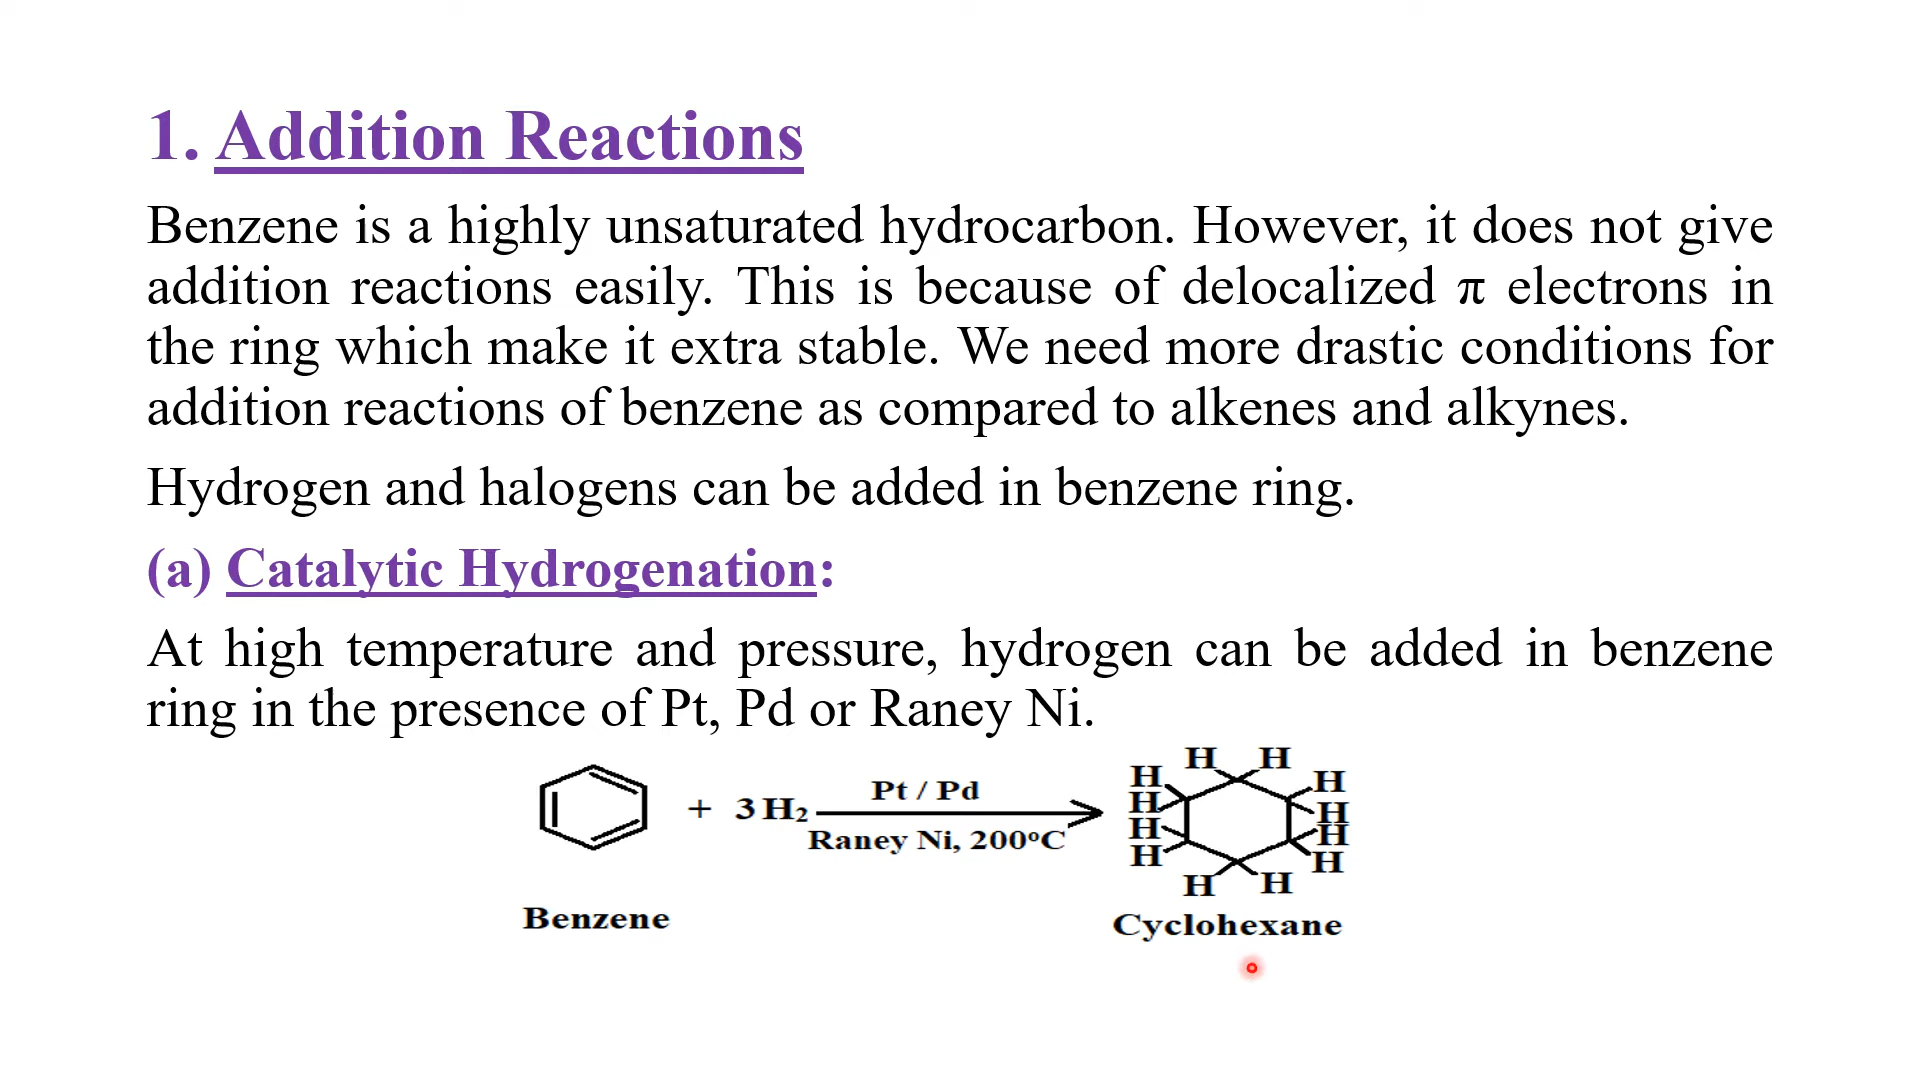 1. Addition Reactions
Benzene is a highly unsaturated hydrocarbon. However, it does not give
addition reactions easily. This is because of delocalized π electrons in
the ring which make it extra stable. We need more drastic conditions for
addition reactions of benzene as compared to alkenes and alkynes.
Hydrogen and halogens can be added in benzene ring.
(a) Catalytic Hydrogenation:
At high temperature and pressure, hydrogen can be added in benzene
ring in the presence of Pt, Pd or Raney Ni.
+ 3 H₂
Pt / Pd
Raney Ni, 200°C
H H
H H
H H
H H
H H
H H
Benzene
Cyclohexane